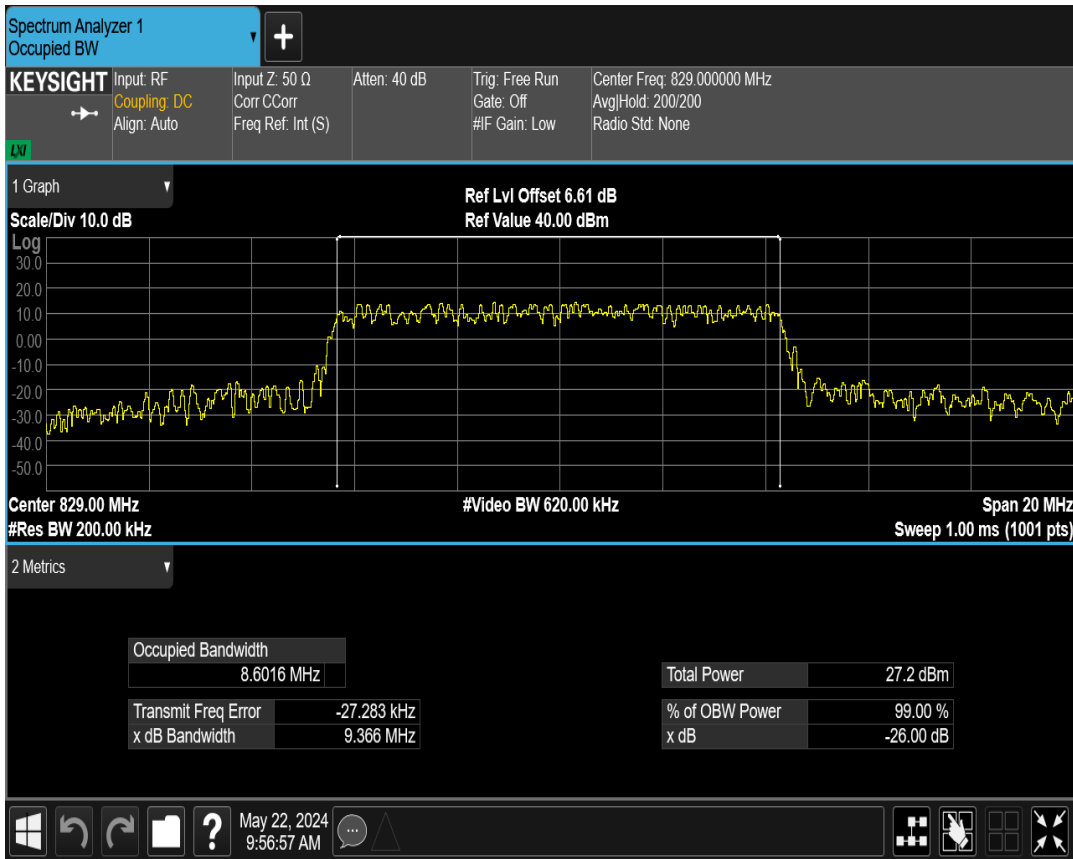 Spectrum Analyzer 1
Occupied BW
+
KEYSIGHT
LXI
Input: RF
Coupling: DC
Align: Auto
Input Z: 50 Ω
Corr CCorr
Freq Ref: Int (S)
Atten: 40 dB
Trig: Free Run
Gate: Off
#IF Gain: Low
Center Freq: 829.000000 MHz
Avg|Hold: 200/200
Radio Std: None
1 Graph
Scale/Div 10.0 dB
Ref Lvl Offset 6.61 dB
Ref Value 40.00 dBm
Log
30.0
20.0
10.0
0.00
-10.0
-20.0
-30.0
-40.0
-50.0
Center 829.00 MHz
#Video BW 620.00 kHz
Span 20 MHz
#Res BW 200.00 kHz
Sweep 1.00 ms (1001 pts)
2 Metrics
Occupied Bandwidth
8.6016 MHz
Total Power 27.2 dBm
Transmit Freq Error -27.283 kHz
% of OBW Power 99.00 %
x dB Bandwidth 9.366 MHz
x dB -26.00 dB
?
May 22, 2024
9:56:57 AM